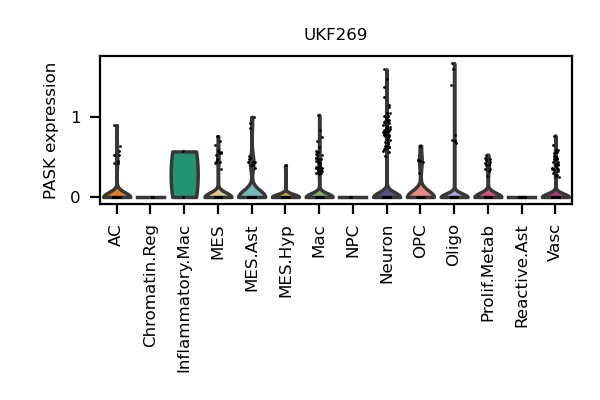 UKF269
PASK expression
1
0
AC
Chromatin.Reg
Inflammatory.Mac
MES
MES.Ast
MES.Hyp
Mac
NPC
Neuron
OPC
Oligo
Prolif.Metab
Reactive.Ast
Vasc